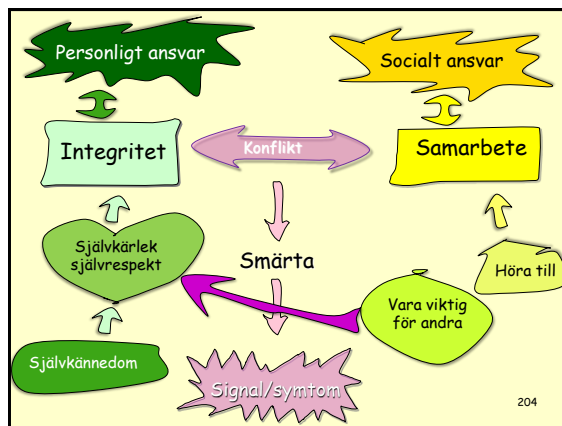 Personligt ansvar
Socialt ansvar
Integritet
Konflikt
Samarbete
Självkärlek
självrespekt
Smärta
Höra till
Vara viktig
för andra
Självkännedom
Signal/symtom
204